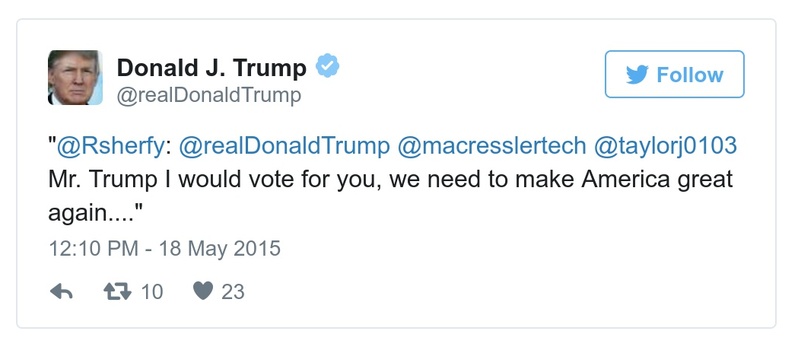 Donald J. Trump
Follow
@realDonaldTrump
"@Rsherfy: @realDonaldTrump @macresslertech @taylorj0103
Mr. Trump I would vote for you, we need to make America great
again...."
12:10 PM - 18 May 2015
10 23